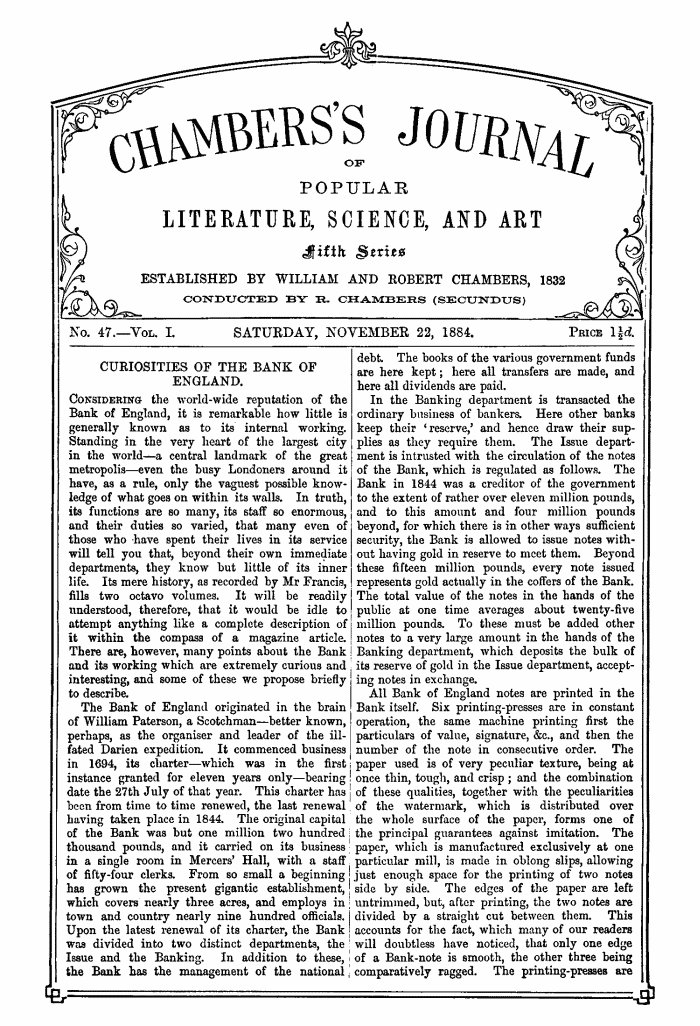 CHAMBERS'S JOURNAL
OF
POPULAR
LITERATURE, SCIENCE, AND ART
Fifth Series
ESTABLISHED BY WILLIAM AND ROBERT CHAMBERS, 1832
CONDUCTED BY R. CHAMBERS (SECUNDUS)
No. 47.—Vol. I.
SATURDAY, NOVEMBER 22, 1884.
Price 1½d.
CURIOSITIES OF THE BANK OF
ENGLAND.
Considering the world-wide reputation of the
Bank of England, it is remarkable how little is
generally known as to its internal working.
Standing in the very heart of the largest city
in the world—a central landmark of the great
metropolis—even the busy Londoners around it
have, as a rule, only the vaguest possible know-
ledge of what goes on within its walls. In truth,
its functions are so many, its staff so enormous,
and their duties so varied, that many even of
those who have spent their lives in its service
will tell you that, beyond their own immediate
departments, they know but little of its inner
life. Its mere history, as recorded by Mr Francis,
fills two octavo volumes. It will be readily
understood, therefore, that it would be idle to
attempt anything like a complete description of
it within the compass of a magazine article.
There are, however, many points about the Bank
and its working which are extremely curious and
interesting, and some of these we propose briefly
to describe.
The Bank of England originated in the brain
of William Paterson, a Scotchman—better known,
perhaps, as the organiser and leader of the ill-
fated Darien expedition. It commenced business
in 1694, its charter—which was in the first
instance granted for eleven years only—bearing
date the 27th July of that year. This charter has
been from time to time renewed, the last renewal
having taken place in 1844. The original capital
of the Bank was but one million two hundred
thousand pounds, and it carried on its business
in a single room in Mercers' Hall, with a staff
of fifty-four clerks. From so small a beginning
has grown the present gigantic establishment,
which covers nearly three acres, and employs in
town and country nearly nine hundred officials.
Upon the latest renewal of its charter, the Bank
was divided into two distinct departments, the
Issue and the Banking. In addition to these,
the Bank has the management of the national
debt. The books of the various government funds
are here kept; here all transfers are made, and
here all dividends are paid.
In the Banking department is transacted the
ordinary business of bankers. Here other banks
keep their 'reserve,' and hence draw their sup-
plies as they require them. The Issue depart-
ment is intrusted with the circulation of the notes
of the Bank, which is regulated as follows. The
Bank in 1844 was a creditor of the government
to the extent of rather over eleven million pounds,
and to this amount and four million pounds
beyond, for which there is in other ways sufficient
security, the Bank is allowed to issue notes with-
out having gold in reserve to meet them. Beyond
these fifteen million pounds, every note issued
represents gold actually in the coffers of the Bank.
The total value of the notes in the hands of the
public at one time averages about twenty-five
million pounds. To these must be added other
notes to a very large amount in the hands of the
Banking department, which deposits the bulk of
its reserve of gold in the Issue department, accept-
ing notes in exchange.
All Bank of England notes are printed in the
Bank itself. Six printing-presses are in constant
operation, the same machine printing first the
particulars of value, signature, &c., and then the
number of the note in consecutive order. The
paper used is of very peculiar texture, being at
once thin, tough, and crisp; and the combination
of these qualities, together with the peculiarities
of the watermark, which is distributed over
the whole surface of the paper, forms one of
the principal guarantees against imitation. The
paper, which is manufactured exclusively at one
particular mill, is made in oblong slips, allowing
just enough space for the printing of two notes
side by side. The edges of the paper are left
untrimmed, but, after printing, the two notes are
divided by a straight cut between them. This
accounts for the fact, which many of our readers
will doubtless have noticed, that only one edge
of a Bank-note is smooth, the other three being
comparatively ragged. The printing-presses are